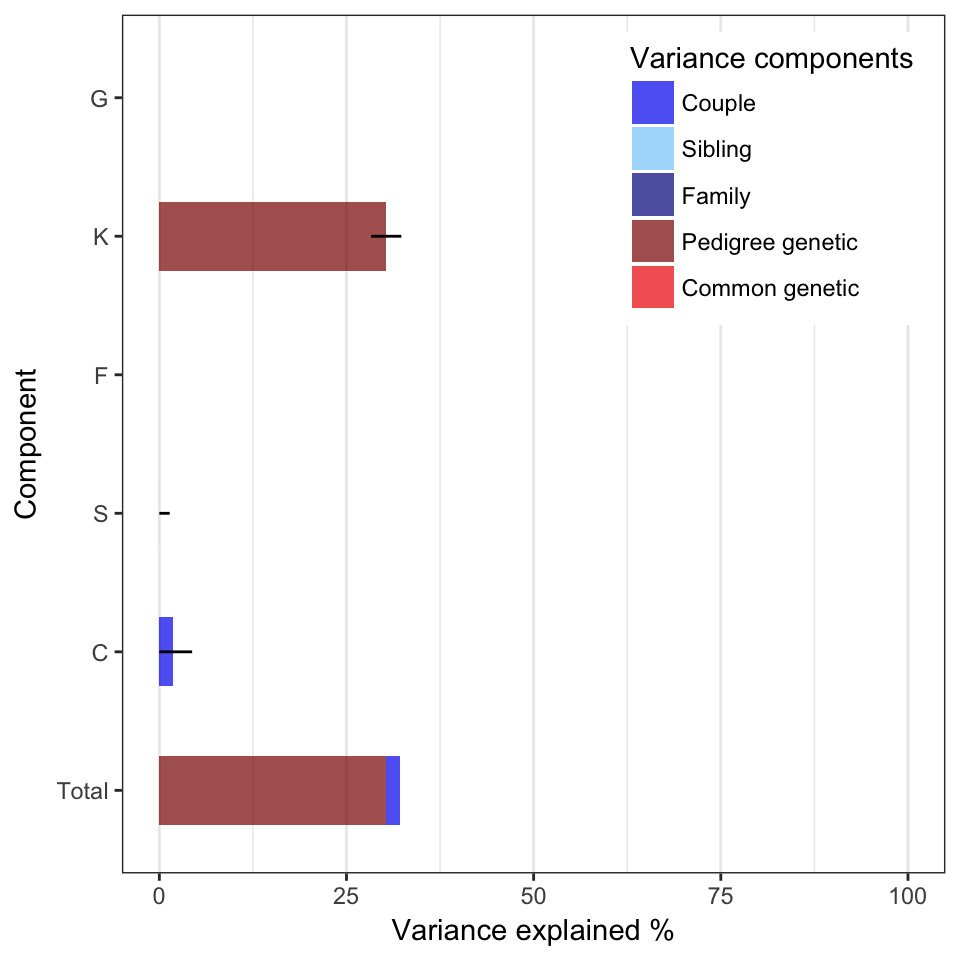 Variance components
Couple
Sibling
Family
Pedigree genetic
Common genetic
G
K
F
S
C
Total
Component
0 25 50 75 100
Variance explained %